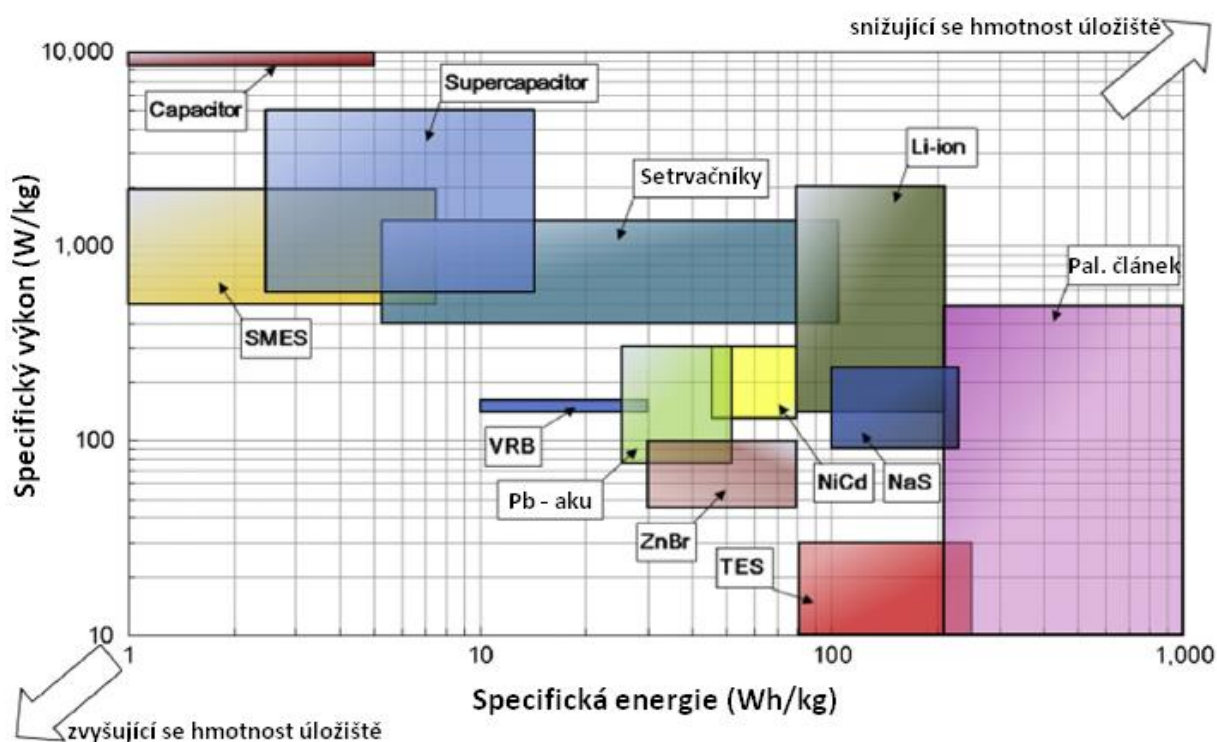 snižující se hmotnost úložiště
10,000
Capacitor
Supercapacitor
Li-ion
Setrvačníky
1,000
Pal. článek
SMES
Specifický výkon (W/kg)
VRB
100
Pb - aku
NiCd
NaS
ZnBr
TES
10
1
10
100
1,000
Specifická energie (Wh/kg)
zvyšující se hmotnost úložiště